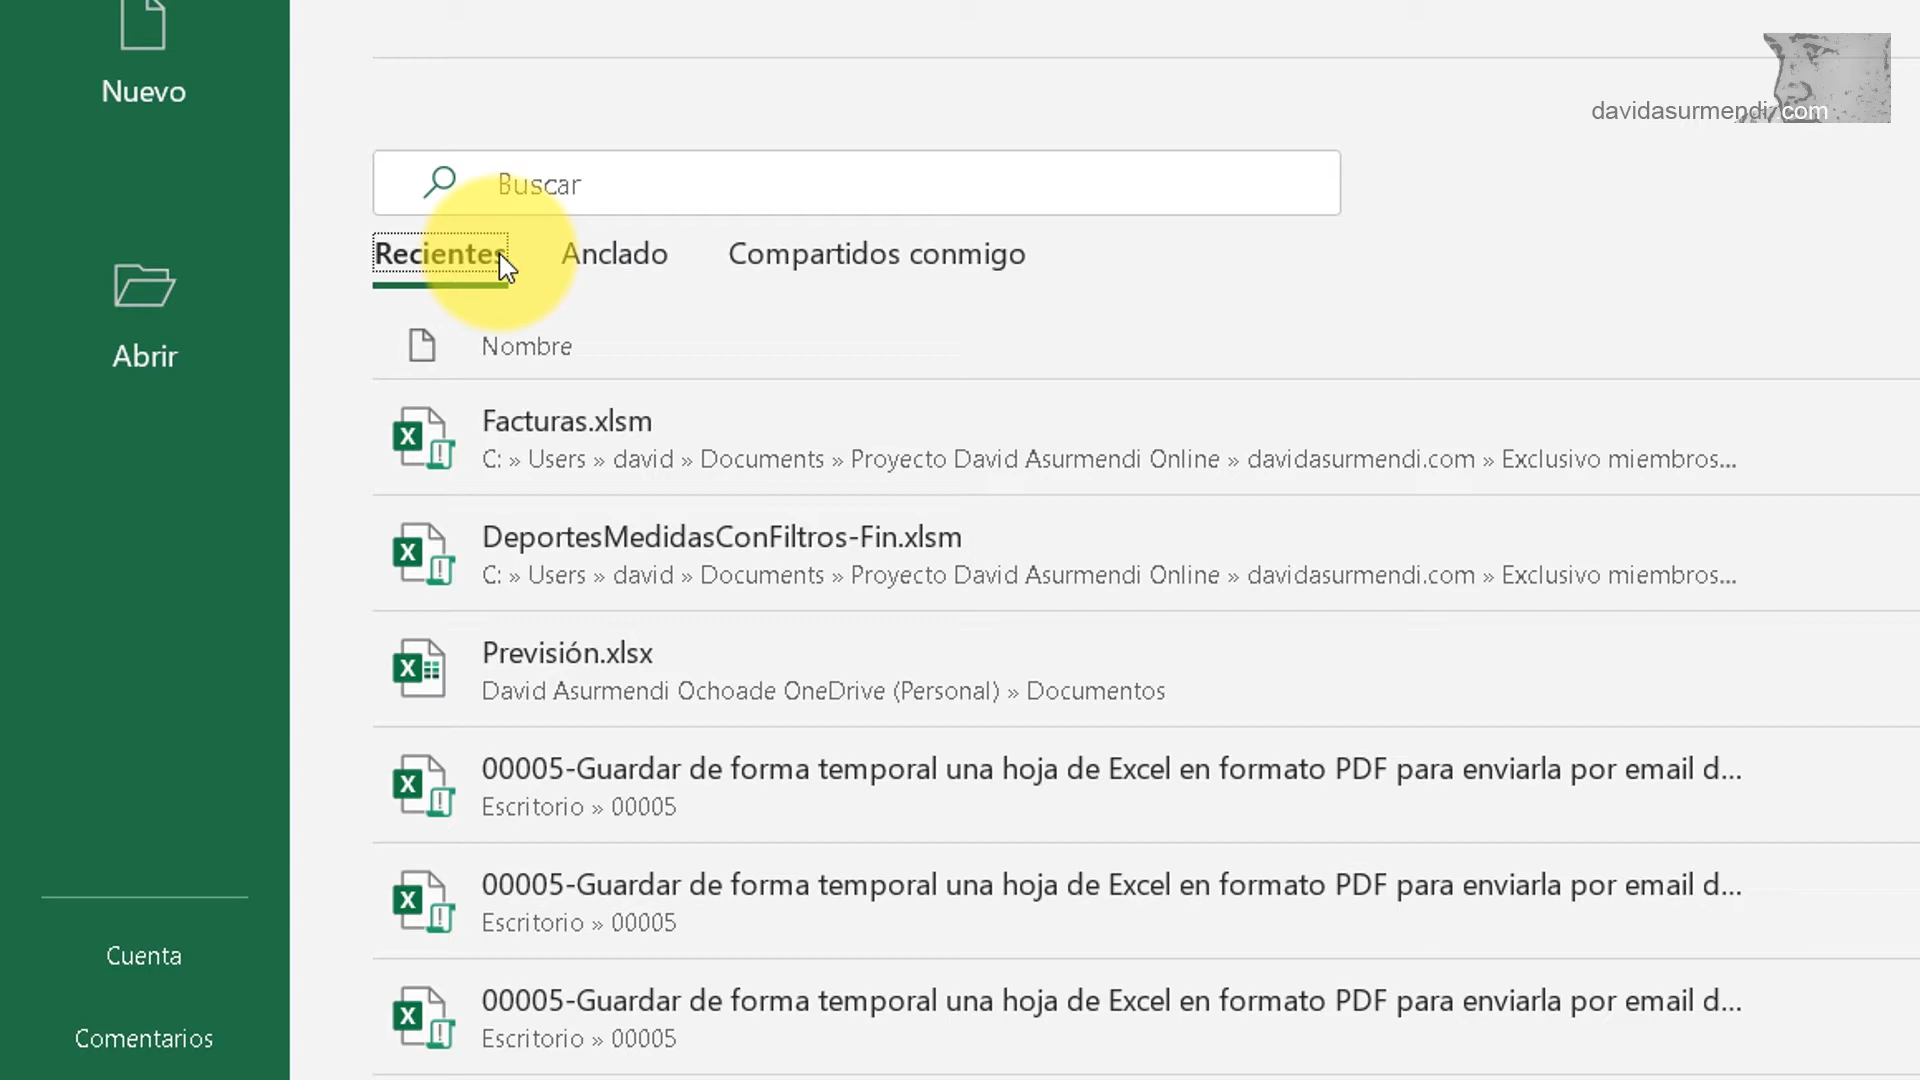 Nuevo
davidasurmendi.com
Buscar
Recientes Anclado Compartidos conmigo
Nombre
Abrir
Facturas.xlsm
C: » Users » david » Documents » Proyecto David Asurmendi Online » davidasurmendi.com » Exclusivo miembros...
DeportesMedidasConFiltros-Fin.xlsm
C: » Users » david » Documents » Proyecto David Asurmendi Online » davidasurmendi.com » Exclusivo miembros...
Previsión.xlsx
David Asurmendi Ochoade OneDrive (Personal) » Documentos
00005-Guardar de forma temporal una hoja de Excel en formato PDF para enviarla por email d...
Escritorio » 00005
00005-Guardar de forma temporal una hoja de Excel en formato PDF para enviarla por email d...
Escritorio » 00005
00005-Guardar de forma temporal una hoja de Excel en formato PDF para enviarla por email d...
Escritorio » 00005
Cuenta
Comentarios